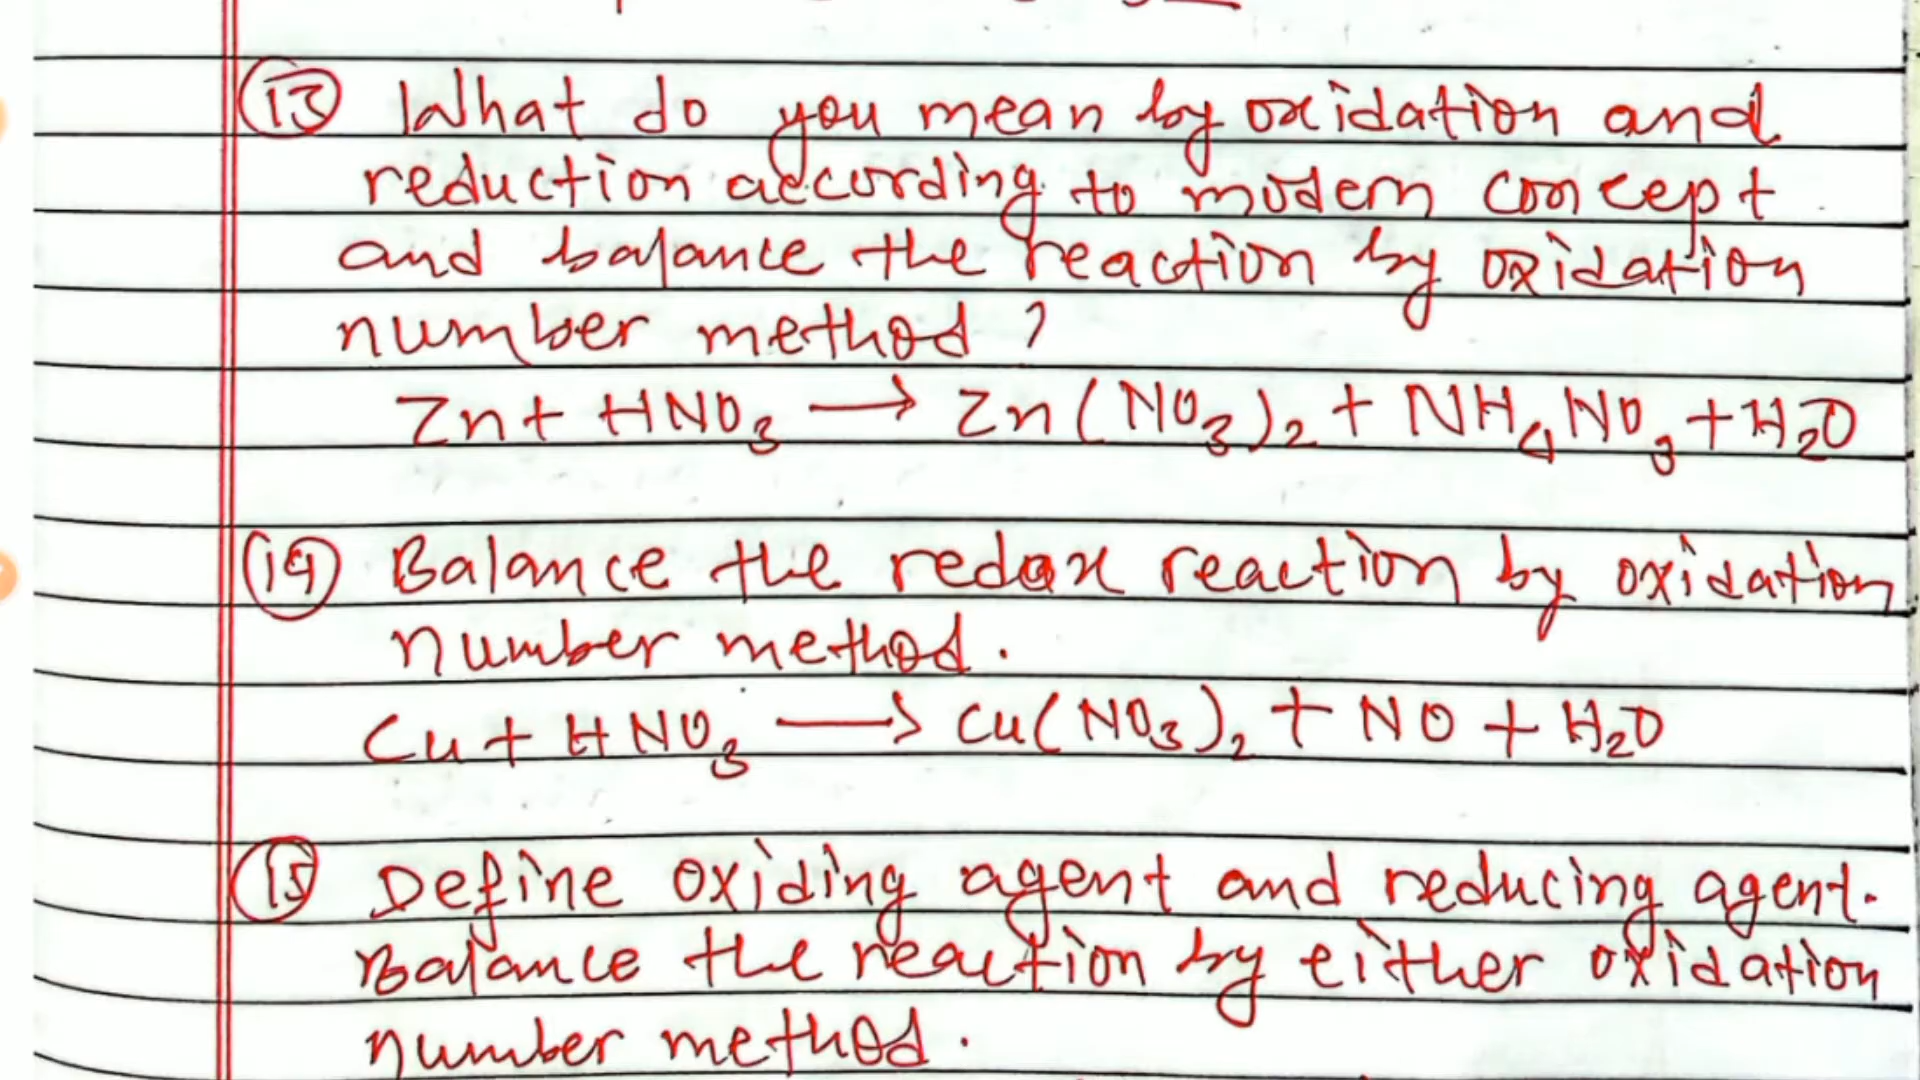 13 What do you mean by oxidation and
reduction according to modern concept
and balance the reaction by oxidation
number method?
Zn + HNO3 → Zn(NO3)2 + NH4NO3 + H2O
14 Balance the redox reaction by oxidation
number method.
Cu + HNO3 → Cu(NO3)2 + NO + H2O
15 Define oxiding agent and reducing agent.
Balance the reaction by either oxidation
number method.